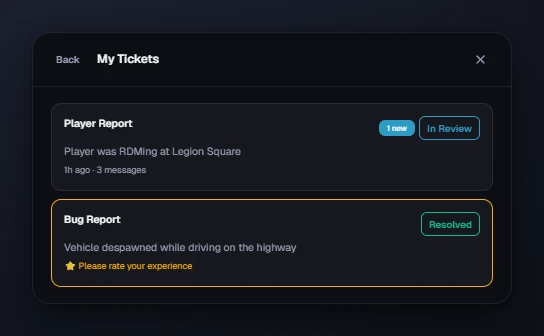 Back My Tickets
Player Report
1 new In Review
Player was RDMing at Legion Square
1h ago · 3 messages
Bug Report
Resolved
Vehicle despawned while driving on the highway
Please rate your experience